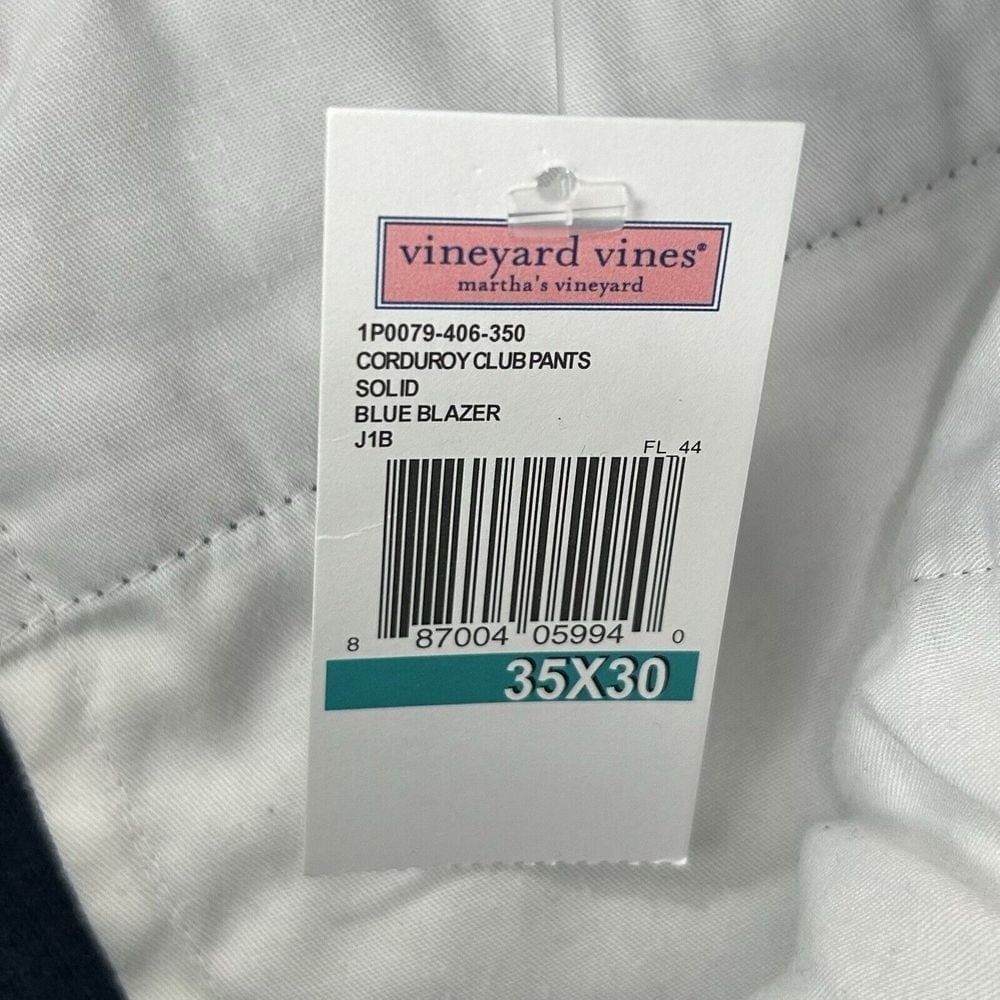 vineyard vines®
martha's vineyard
1P0079-406-350
CORDUROY CLUB PANTS
SOLID
BLUE BLAZER
J1B
FL_44
8 87004 05994 0
35X30